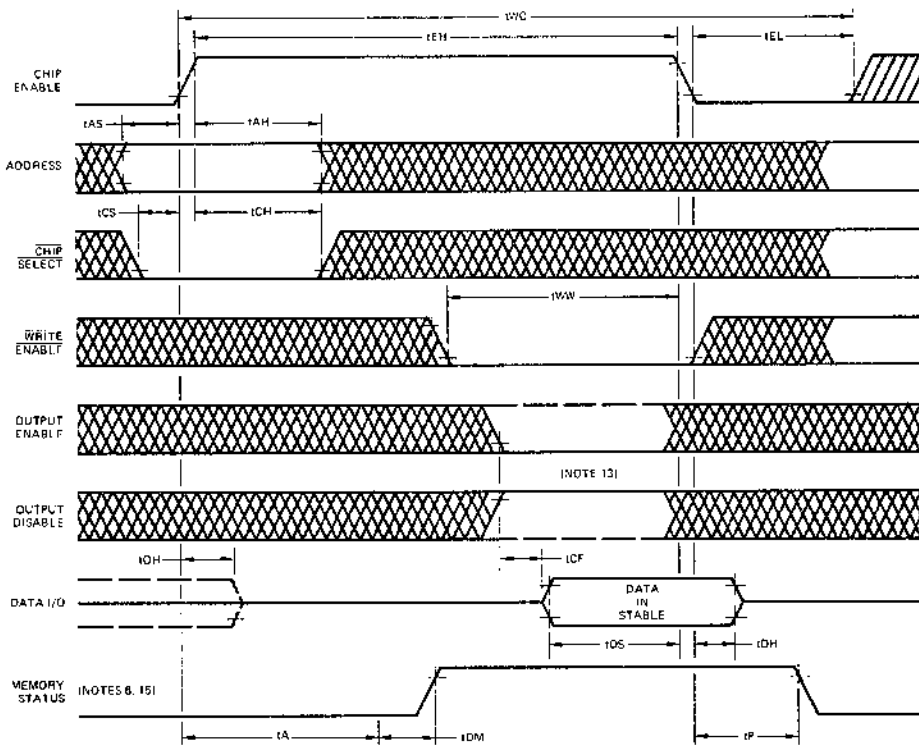 tWC
tEH
tEL
CHIP
ENABLE
tAS
tAH
ADDRESS
tCS
tCH
CHIP
SELECT
tWW
WRITE
ENABLE
OUTPUT
ENABLE
(NOTE 13)
OUTPUT
DISABLE
tOH
tCF
DATA I/O
DATA
IN
STABLE
tDS
tDH
MEMORY
STATUS
(NOTES 6, 15)
tA
tDM
tP